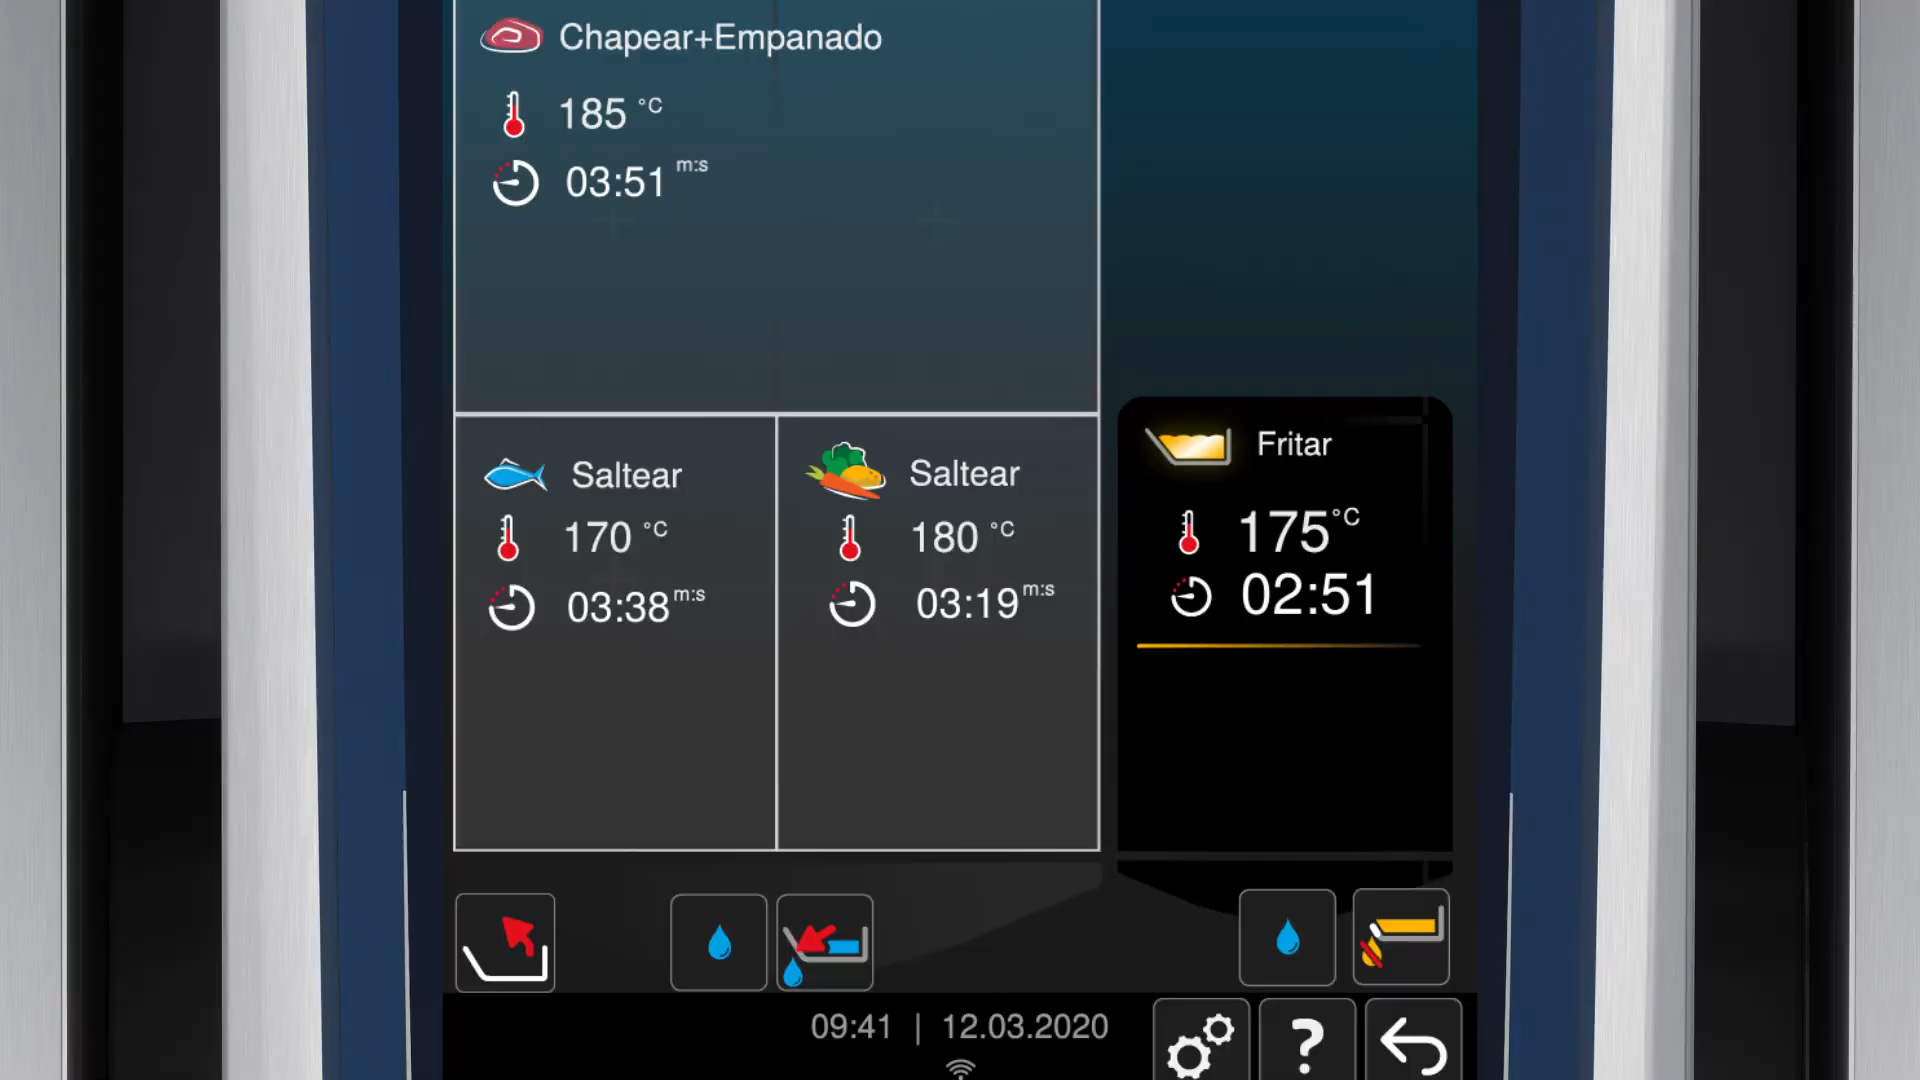 Chapear+Empanado
185 °C
03:51 m:s
Saltear
170 °C
03:38 m:s
Saltear
180 °C
03:19 m:s
Fritar
175°C
02:51
09:41 | 12.03.2020
?